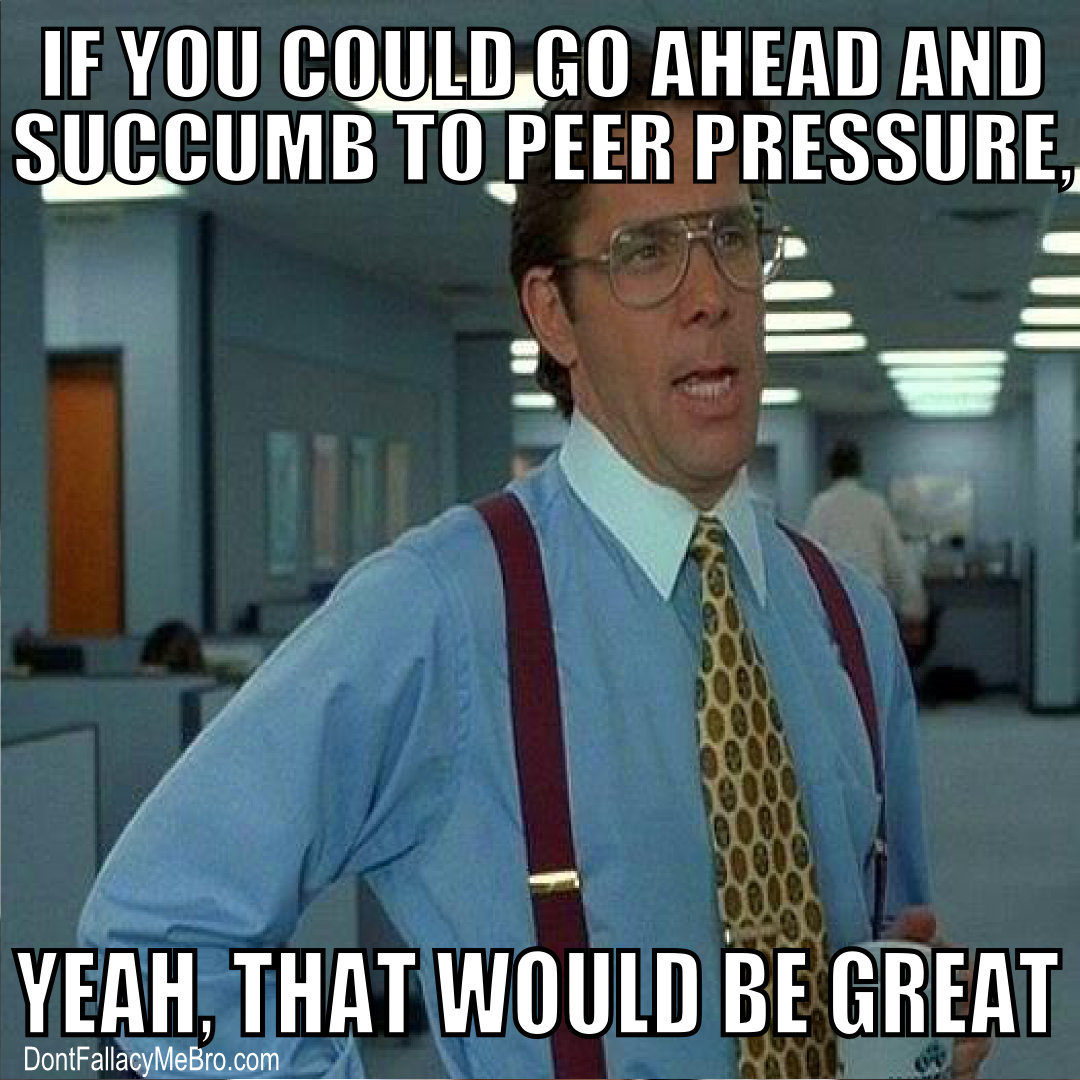 IF YOU COULD GO AHEAD AND
SUCCUMB TO PEER PRESSURE,
YEAH, THAT WOULD BE GREAT
DontFallacyMeBro.com